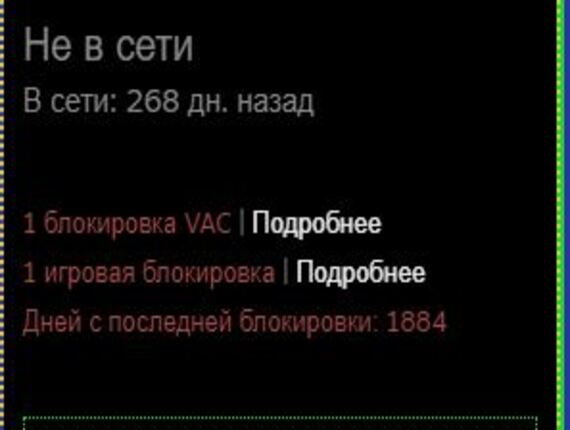 Не в сети
В сети: 268 дн. назад
1 блокировка VAC | Подробнее
1 игровая блокировка | Подробнее
Дней с последней блокировки: 1884